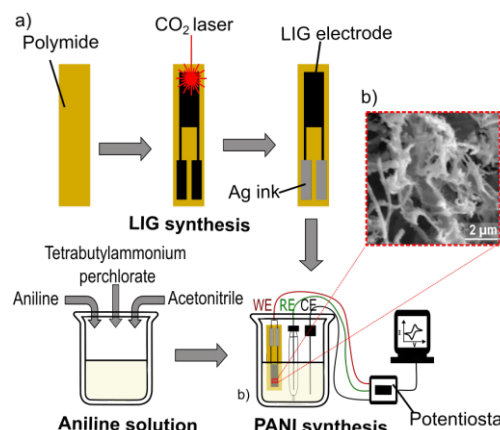 a)
CO2 laser
Polymide
LIG electrode
b)
Ag ink
LIG synthesis
2 μm
Tetrabutylammonium
perchlorate
Aniline
Acetonitrile
WE RE CE
I
V
b)
Aniline solution
PANI synthesis
Potentiosta